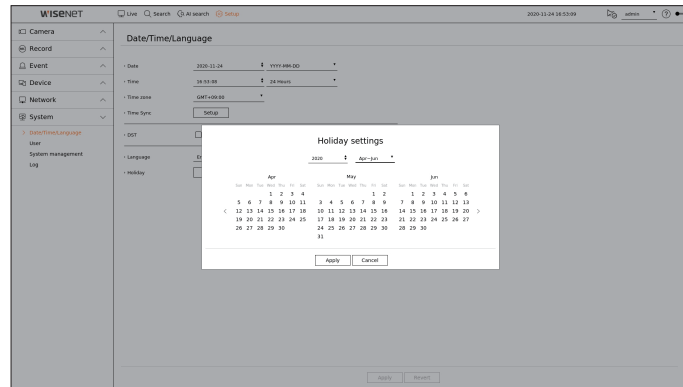 WISENET
Live Search AI search Setup 2020-11-24 16:53:09 admin ?
Camera
Record
Event
Device
Network
System
> Date/Time/Language
User
System management
Log
Date/Time/Language
Date 2020-11-24 YYYY-MM-DD
Time 16:53:08 24 Hours
Time zone GMT+09:00
Time Sync Setup
DST
Language En
Holiday
Holiday settings
2020 Apr~Jun
Apr May Jun
Sun Mon Tue Wed Thu Fri Sat Sun Mon Tue Wed Thu Fri Sat Sun Mon Tue Wed Thu Fri Sat
1 2 3 4 1 2 1 2 3 4 5 6
5 6 7 8 9 10 11 3 4 5 6 7 8 9 7 8 9 10 11 12 13
< 12 13 14 15 16 17 18 10 11 12 13 14 15 16 14 15 16 17 18 19 20 >
19 20 21 22 23 24 25 17 18 19 20 21 22 23 21 22 23 24 25 26 27
26 27 28 29 30 24 25 26 27 28 29 30 28 29 30
31
Apply Cancel
Apply Revert